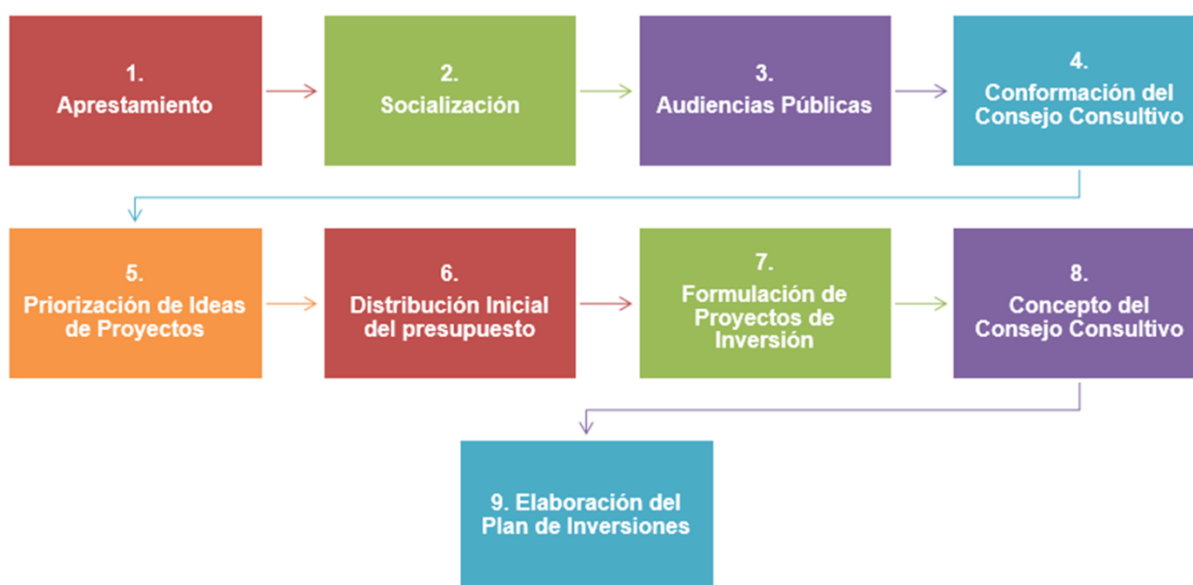 1.
Aprestamiento
2.
Socialización
3.
Audiencias Públicas
4.
Conformación del
Consejo Consultivo
5.
Priorización de Ideas
de Proyectos
6.
Distribución Inicial
del presupuesto
7.
Formulación de
Proyectos de
Inversión
8.
Concepto del
Consejo Consultivo
9. Elaboración del
Plan de Inversiones